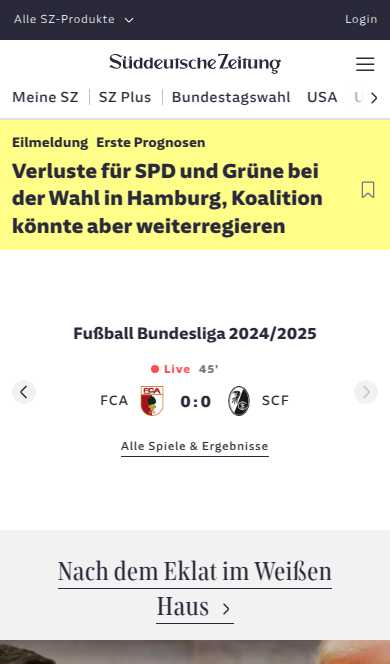 Alle SZ-Produkte
Login
Süddeutsche Zeitung
Meine SZ SZ Plus Bundestagswahl USA
Eilmeldung Erste Prognosen
Verluste für SPD und Grüne bei
der Wahl in Hamburg, Koalition
könnte aber weiterregieren
Fußball Bundesliga 2024/2025
Live 45'
FCA 0:0 SCF
Alle Spiele & Ergebnisse
Nach dem Eklat im Weißen
Haus